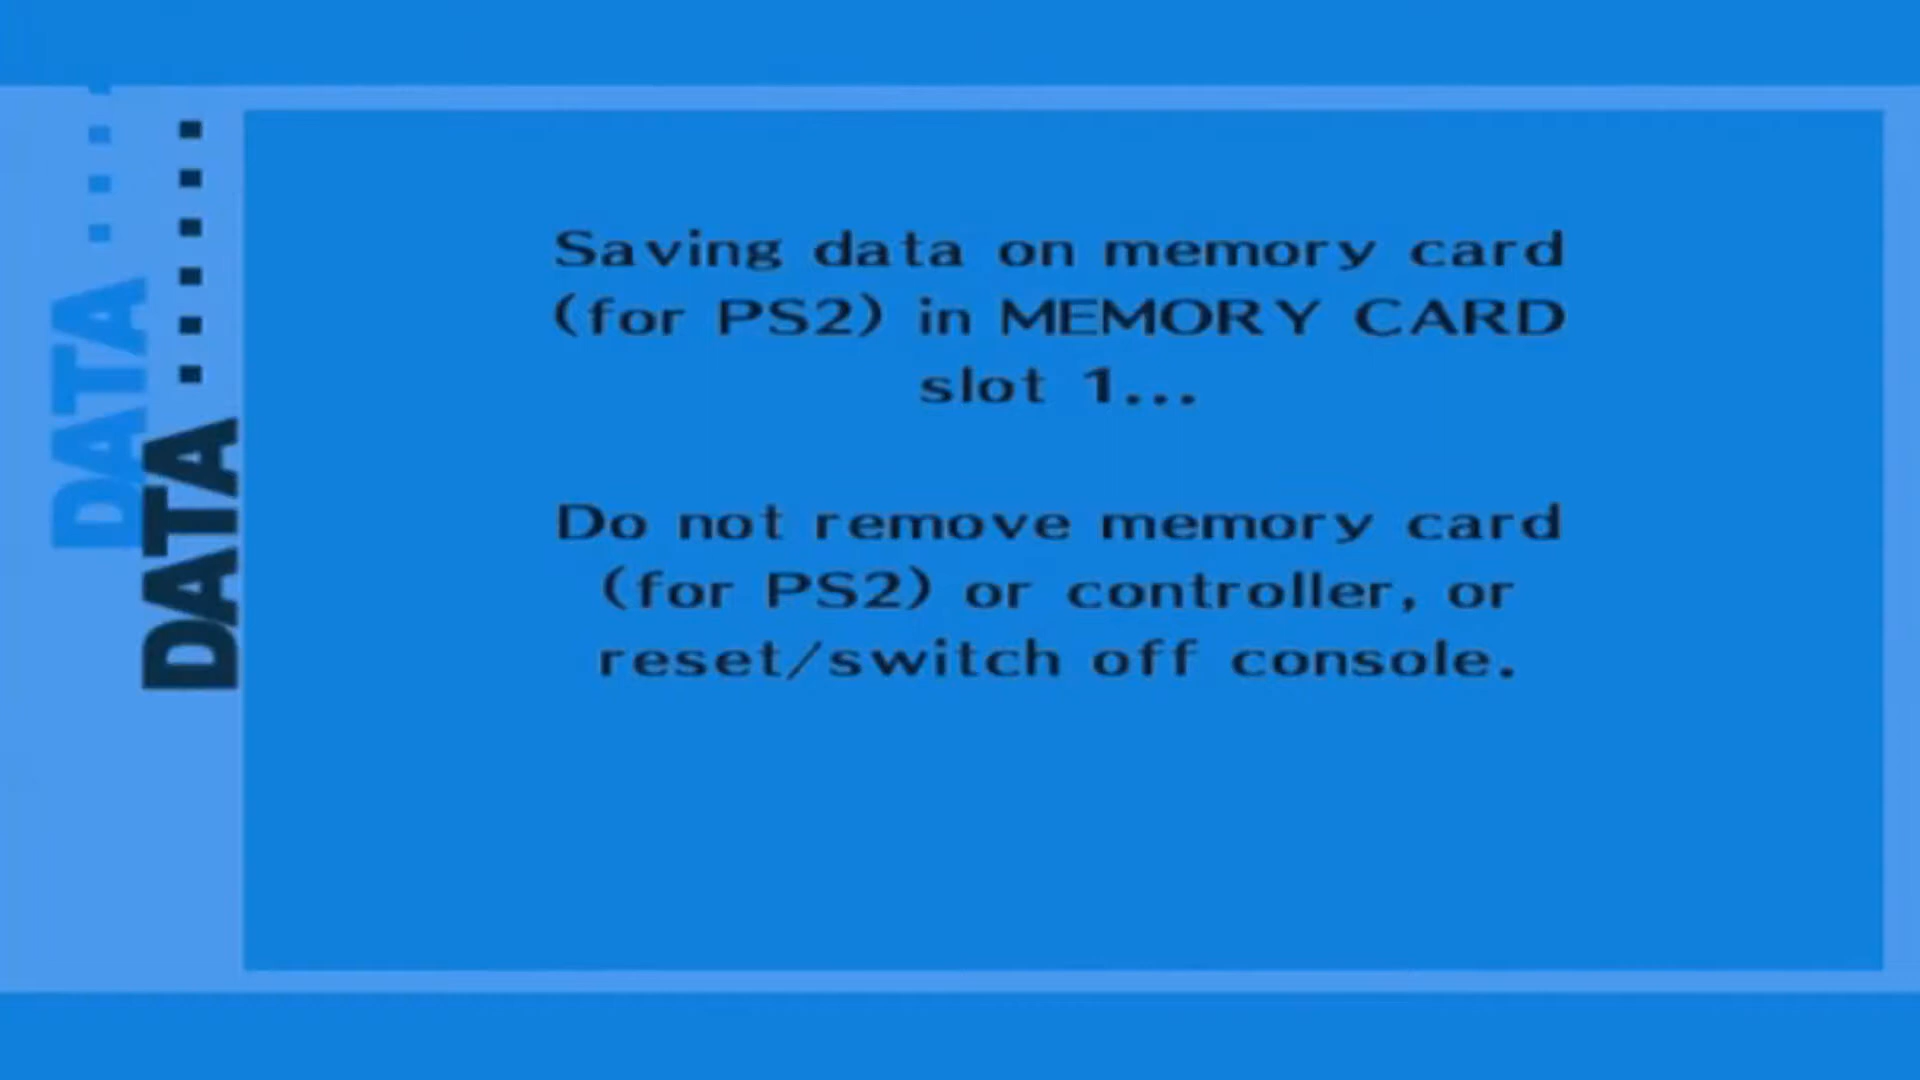 DATA ......
DATA ....
Saving data on memory card
(for PS2) in MEMORY CARD
slot 1...
Do not remove memory card
(for PS2) or controller, or
reset/switch off console.